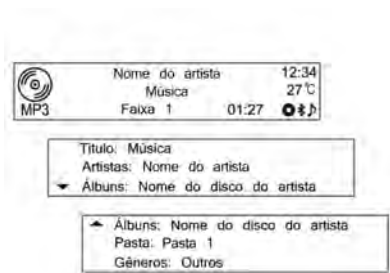 Nome do artista 12:34
Música 27°C
MP3 Faixa 1 01:27
Título: Música
Artistas: Nome do artista
Álbuns: Nome do disco do artista
Álbuns: Nome do disco do artista
Pasta: Pasta 1
Gêneros: Outros